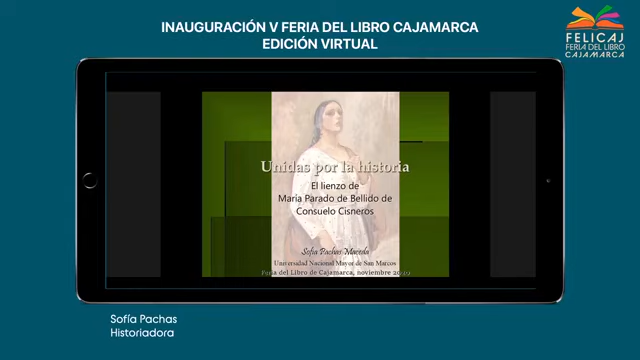 INAUGURACIÓN V FERIA DEL LIBRO CAJAMARCA
EDICIÓN VIRTUAL
FELICAJ
FERIA DEL LIBRO
CAJAMARCA
Unidas por la historia
El lienzo de
María Parado de Bellido de
Consuelo Cisneros
Sofía Pachas Maceda
Universidad Nacional Mayor de San Marcos
Feria del Libro de Cajamarca, noviembre 2020
Sofía Pachas
Historiadora